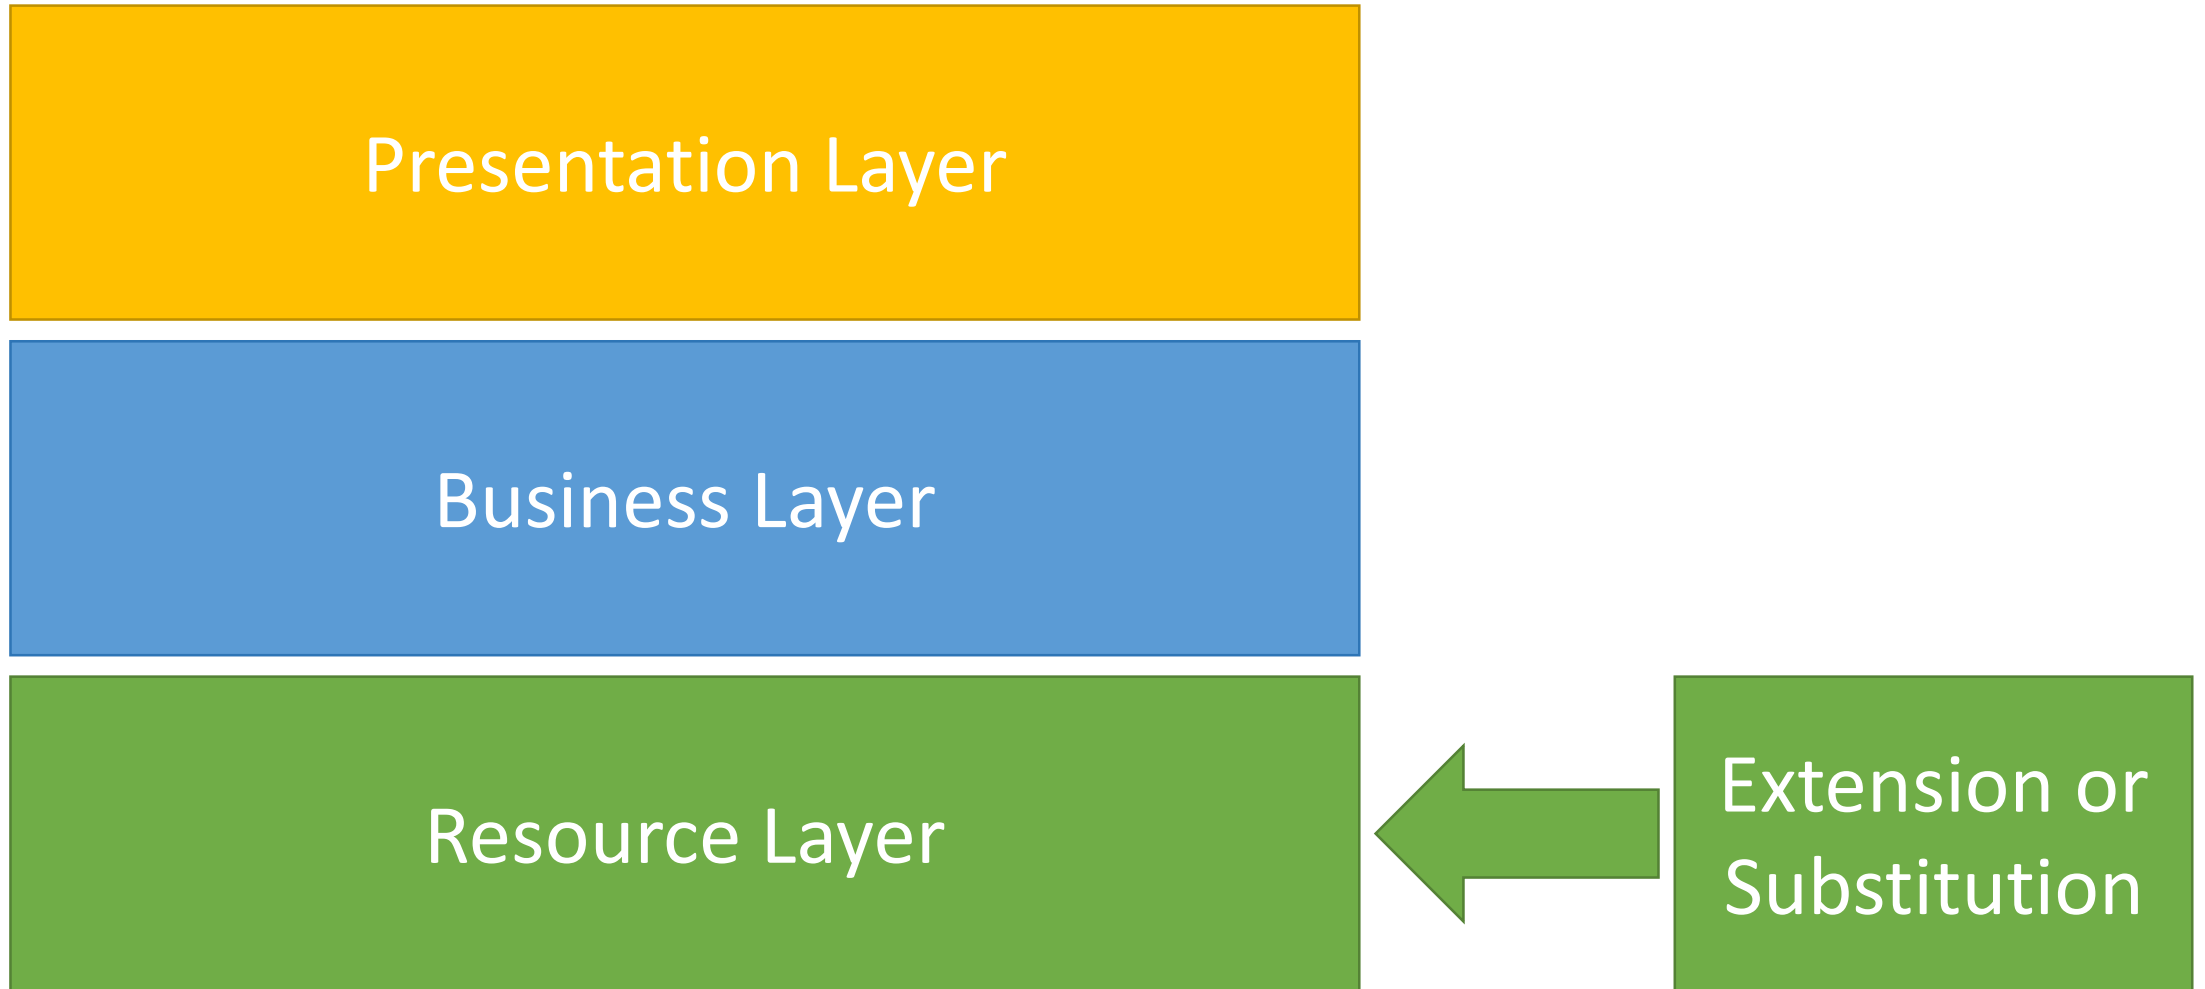 Presentation Layer
Business Layer
Resource Layer
Extension or
Substitution